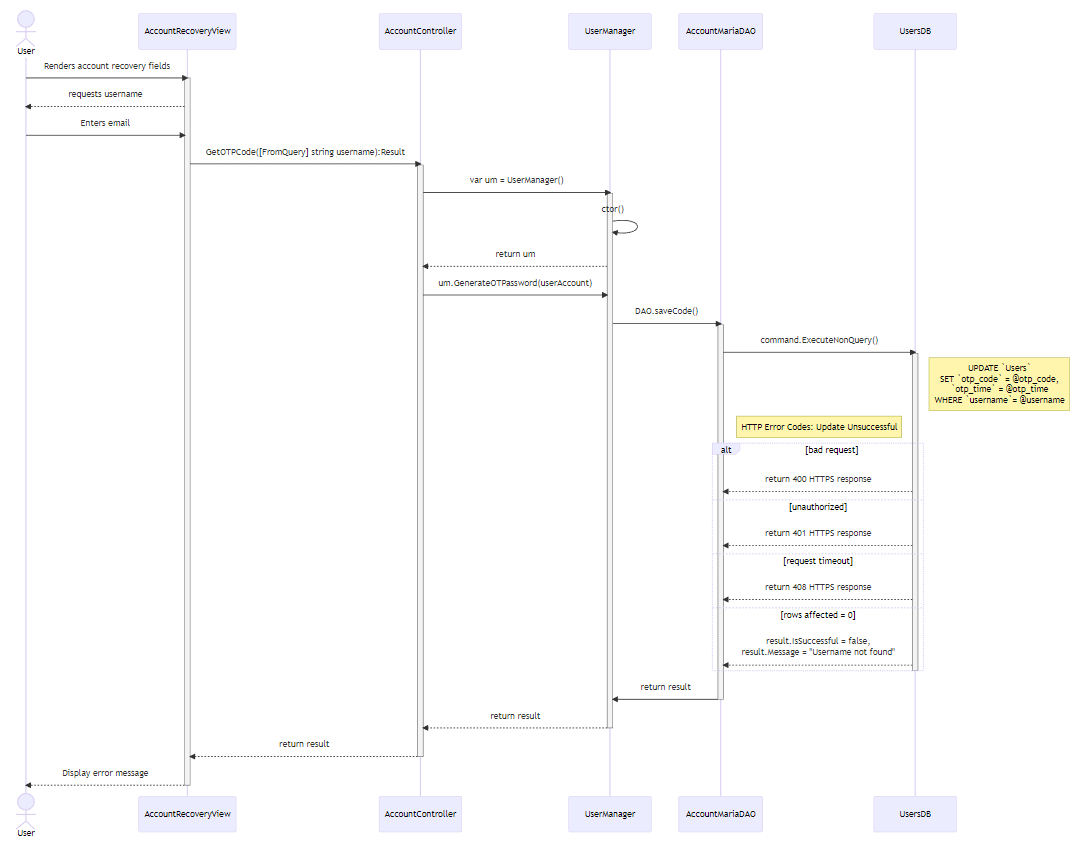 User
AccountRecoveryView
AccountController
UserManager
AccountMariaDAO
UsersDB
Renders account recovery fields
requests username
Enters email
GetOTPCode([FromQuery] string username):Result
var um = UserManager()
ctor()
return um
um.GenerateOTPassword(userAccount)
DAO.saveCode()
command.ExecuteNonQuery()
UPDATE `Users`
SET `otp_code` = @otp_code,
`otp_time` = @otp_time
WHERE `username`= @username
HTTP Error Codes: Update Unsuccessful
alt
[bad request]
return 400 HTTPS response
[unauthorized]
return 401 HTTPS response
[request timeout]
return 408 HTTPS response
[rows affected = 0]
result.IsSuccessful = false,
result.Message = "Username not found"
return result
return result
return result
Display error message
User
AccountRecoveryView
AccountController
UserManager
AccountMariaDAO
UsersDB